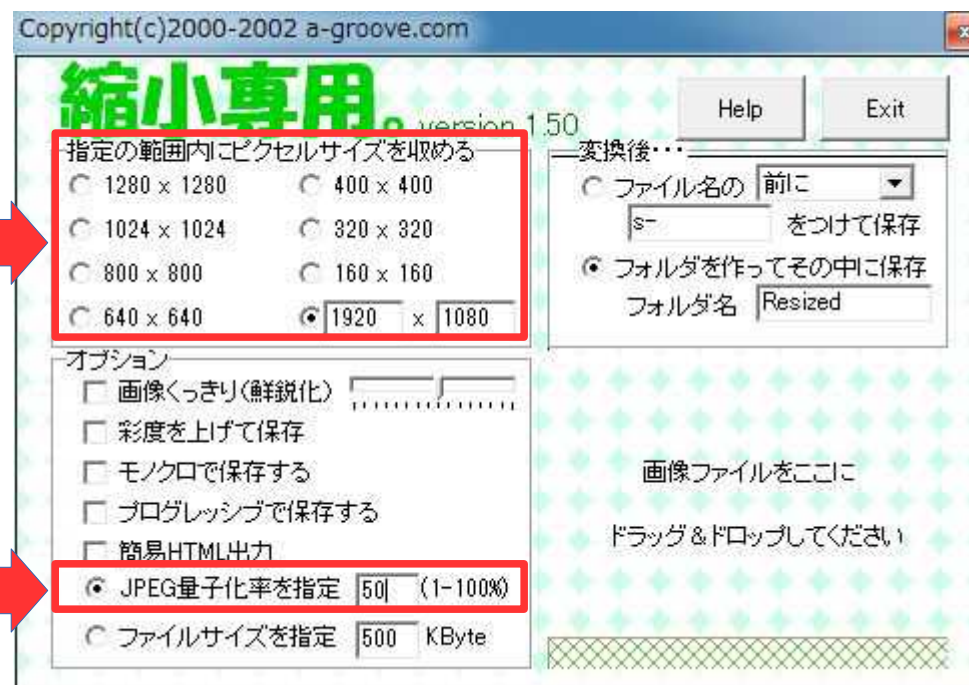 Copyright(c)2000-2002 a-groove.com
縮小専用。 version 1.50
Help
Exit
指定の範囲内にピクセルサイズを収める
1280 x 1280
400 x 400
1024 x 1024
320 x 320
800 x 800
160 x 160
640 x 640
1920 x 1080
変換後・・・
ファイル名の 前に
s- をつけて保存
フォルダを作ってその中に保存
フォルダ名 Resized
オプション
画像くっきり(鮮鋭化)
彩度を上げて保存
モノクロで保存する
プログレッシブで保存する
簡易HTML出力
JPEG量子化率を指定 50 (1-100%)
ファイルサイズを指定 500 KByte
画像ファイルをここに
ドラッグ&ドロップしてください